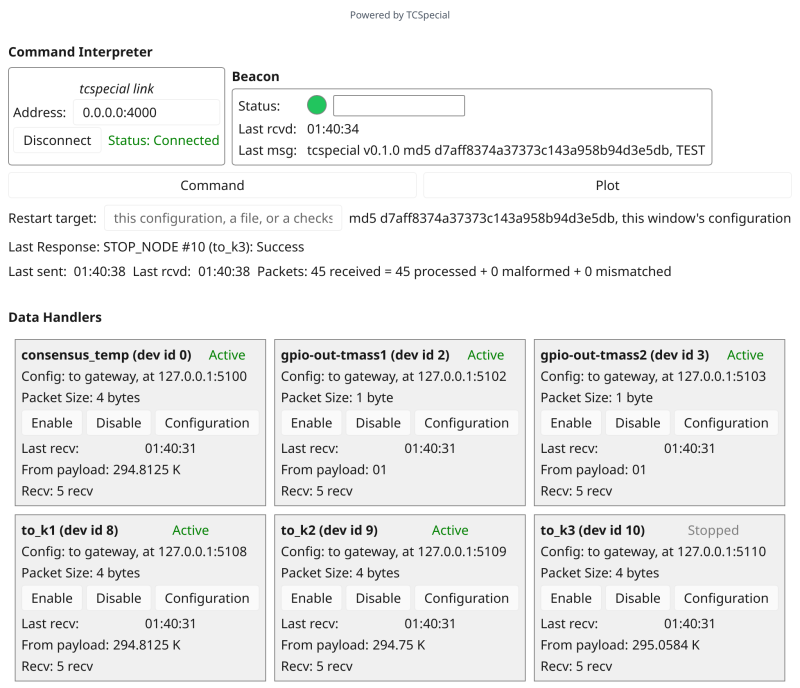 Powered by TCSpecial
Command Interpreter
tcspecial link
Address: 0.0.0.0:4000
Disconnect Status: Connected
Beacon
Status:
Last rcvd: 01:40:34
Last msg: tcspecial v0.1.0 md5 d7aff8374a37373c143a958b94d3e5db, TEST
Command Plot
Restart target: this configuration, a file, or a checks md5 d7aff8374a37373c143a958b94d3e5db, this window's configuration
Last Response: STOP_NODE #10 (to_k3): Success
Last sent: 01:40:38 Last rcvd: 01:40:38 Packets: 45 received = 45 processed + 0 malformed + 0 mismatched
Data Handlers
consensus_temp (dev id 0) Active
Config: to gateway, at 127.0.0.1:5100
Packet Size: 4 bytes
Enable Disable Configuration
Last recv: 01:40:31
From payload: 294.8125 K
Recv: 5 recv
gpio-out-tmass1 (dev id 2) Active
Config: to gateway, at 127.0.0.1:5102
Packet Size: 1 byte
Enable Disable Configuration
Last recv: 01:40:31
From payload: 01
Recv: 5 recv
gpio-out-tmass2 (dev id 3) Active
Config: to gateway, at 127.0.0.1:5103
Packet Size: 1 byte
Enable Disable Configuration
Last recv: 01:40:31
From payload: 01
Recv: 5 recv
to_k1 (dev id 8) Active
Config: to gateway, at 127.0.0.1:5108
Packet Size: 4 bytes
Enable Disable Configuration
Last recv: 01:40:31
From payload: 294.8125 K
Recv: 5 recv
to_k2 (dev id 9) Active
Config: to gateway, at 127.0.0.1:5109
Packet Size: 4 bytes
Enable Disable Configuration
Last recv: 01:40:31
From payload: 294.75 K
Recv: 5 recv
to_k3 (dev id 10) Stopped
Config: to gateway, at 127.0.0.1:5110
Packet Size: 4 bytes
Enable Disable Configuration
Last recv: 01:40:31
From payload: 295.0584 K
Recv: 5 recv